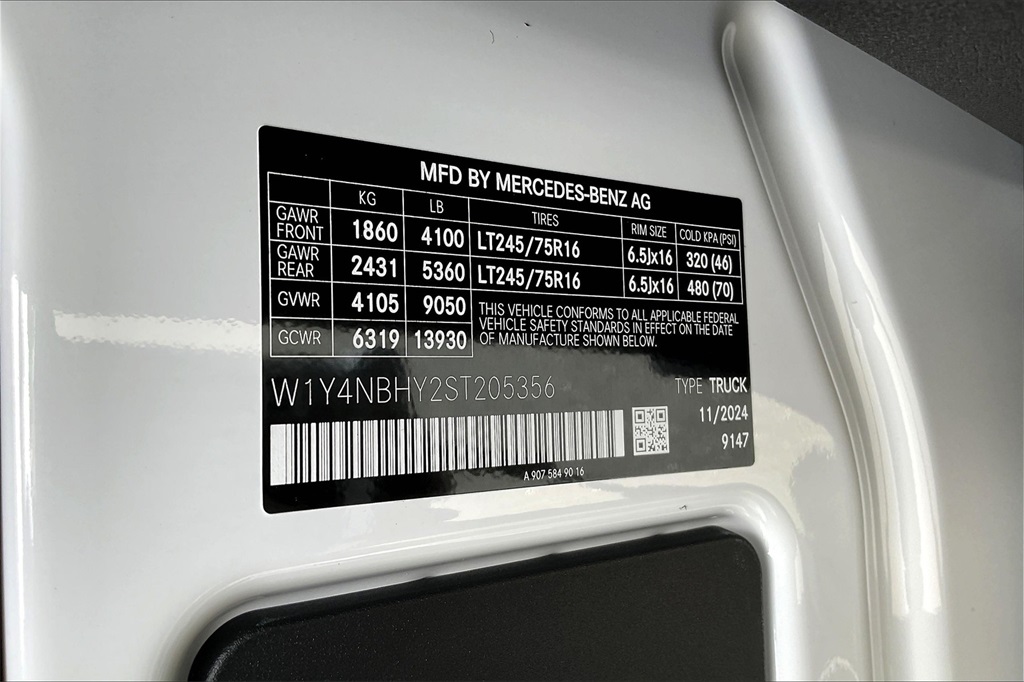 MFD BY MERCEDES-BENZ AG
KG LB TIRES RIM SIZE COLD KPA (PSI)
GAWR FRONT 1860 4100 LT245/75R16 6.5Jx16 320 (46)
GAWR REAR 2431 5360 LT245/75R16 6.5Jx16 480 (70)
GVWR 4105 9050
GCWR 6319 13930
THIS VEHICLE CONFORMS TO ALL APPLICABLE FEDERAL
VEHICLE SAFETY STANDARDS IN EFFECT ON THE DATE
OF MANUFACTURE SHOWN BELOW.
W1Y4NBHY2ST205356 TYPE TRUCK
11/2024
9147
A 907 584 90 16